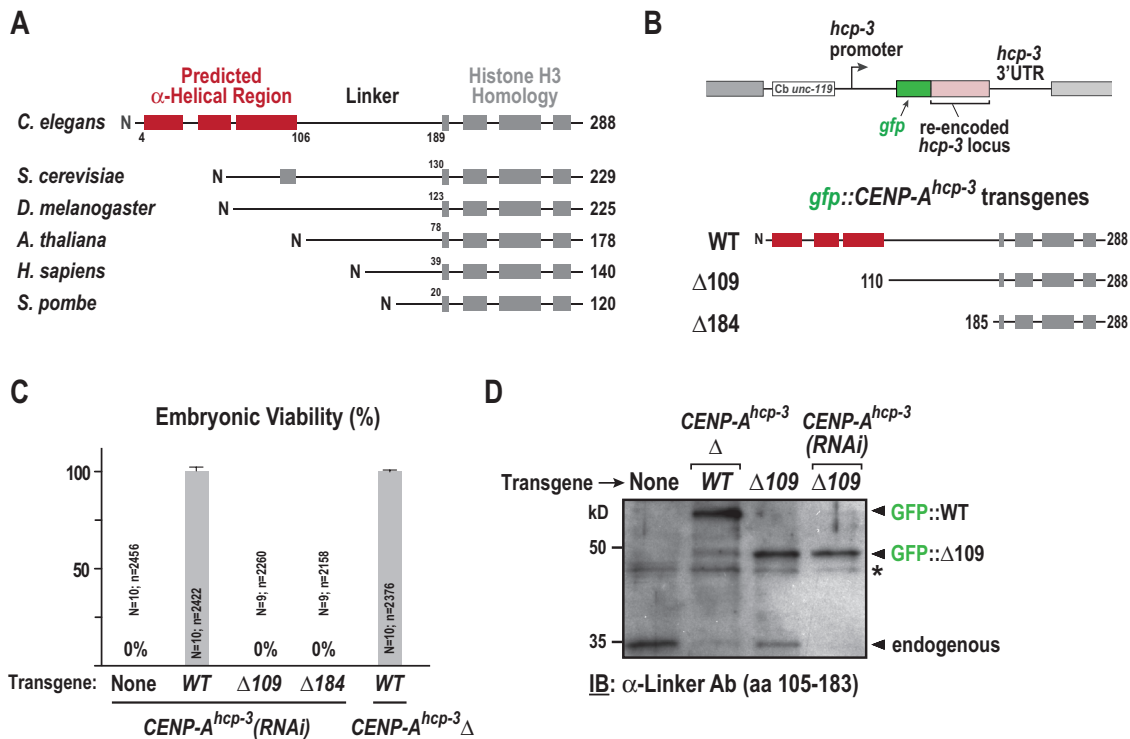 A
Predicted
α-Helical Region
Linker
Histone H3
Homology
C. elegans N 288
4 106 189
S. cerevisiae N 130 229
D. melanogaster N 123 225
A. thaliana N 78 178
H. sapiens N 39 140
S. pombe N 20 120
B
hcp-3
promoter
hcp-3
3'UTR
Cb unc-119
gfp
re-encoded
hcp-3 locus
gfp::CENP-A^hcp-3 transgenes
WT N 288
Δ109 110 288
Δ184 185 288
C
Embryonic Viability (%)
100
50
N=10; n=2456
N=10; n=2422
N=9; n=2260
N=9; n=2158
N=10; n=2376
0% 0% 0%
Transgene: None WT Δ109 Δ184 WT
CENP-A^hcp-3(RNAi) CENP-A^hcp-3Δ
D
CENP-A^hcp-3
Δ
CENP-A^hcp-3
(RNAi)
Transgene → None WT Δ109 Δ109
kD
GFP::WT
50
GFP::Δ109
*
35
endogenous
IB: α-Linker Ab (aa 105-183)